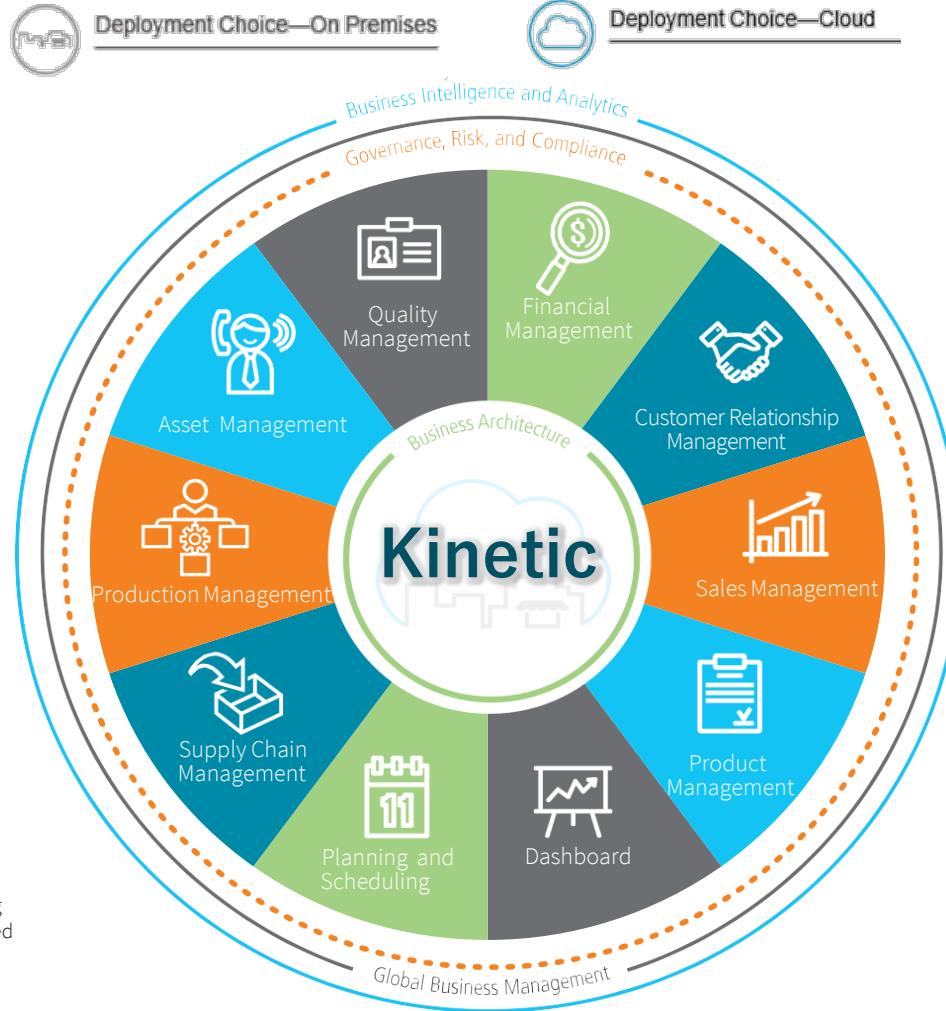 Deployment Choice—On Premises
Deployment Choice—Cloud
Business Intelligence and Analytics
Governance, Risk, and Compliance
Quality
Management
Financial
Management
Asset Management
Customer Relationship
Management
Business Architecture
Kinetic
Production Management
Sales Management
Supply Chain
Management
Product
Management
Planning and
Scheduling
11
Dashboard
Global Business Management